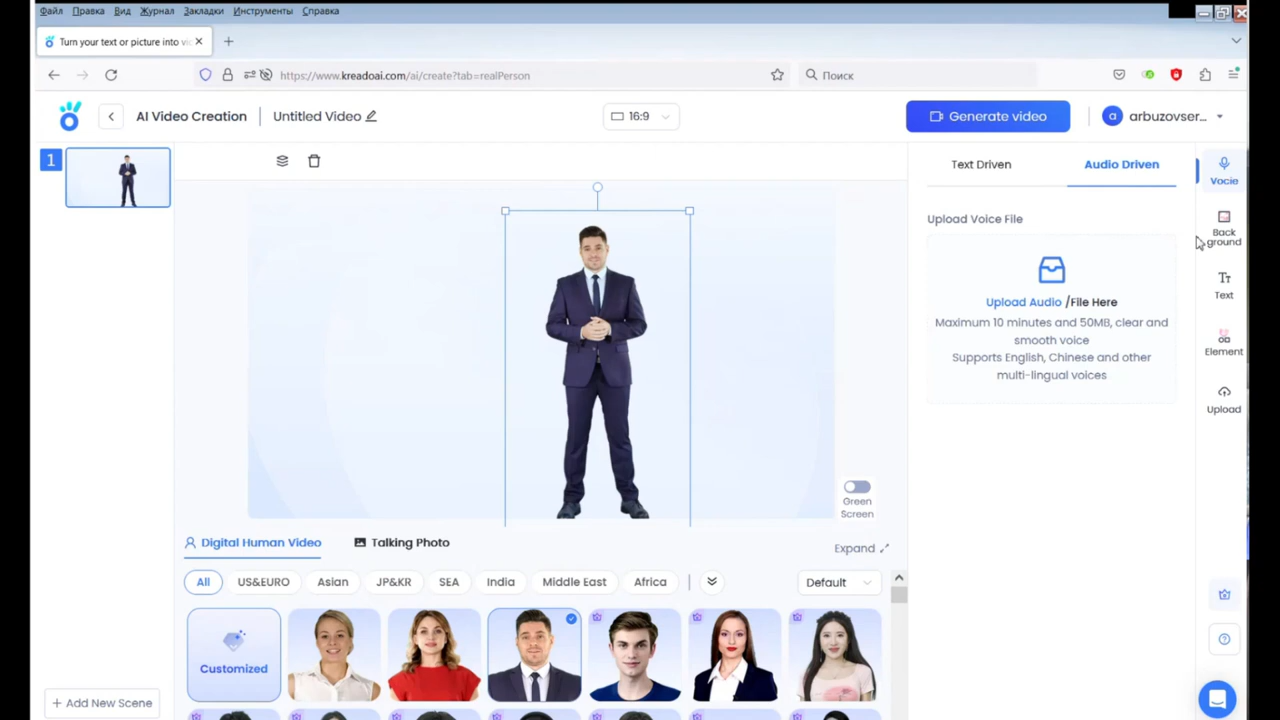 Файл Правка Вид Журнал Закладки Инструменты Справка
Turn your text or picture into vi
https://www.kreadoai.com/ai/create?tab=realPerson
Поиск
AI Video Creation
Untitled Video
16:9
Generate video
a
arbuzovser...
1
Text Driven
Audio Driven
Vocie
Upload Voice File
Back
ground
Upload Audio /File Here
Maximum 10 minutes and 50MB, clear and
smooth voice
Supports English, Chinese and other
multi-lingual voices
Tt
Text
Element
Upload
Green
Screen
Digital Human Video
Talking Photo
Expand
All
US&EURO
Asian
JP&KR
SEA
India
Middle East
Africa
Default
Customized
+ Add New Scene